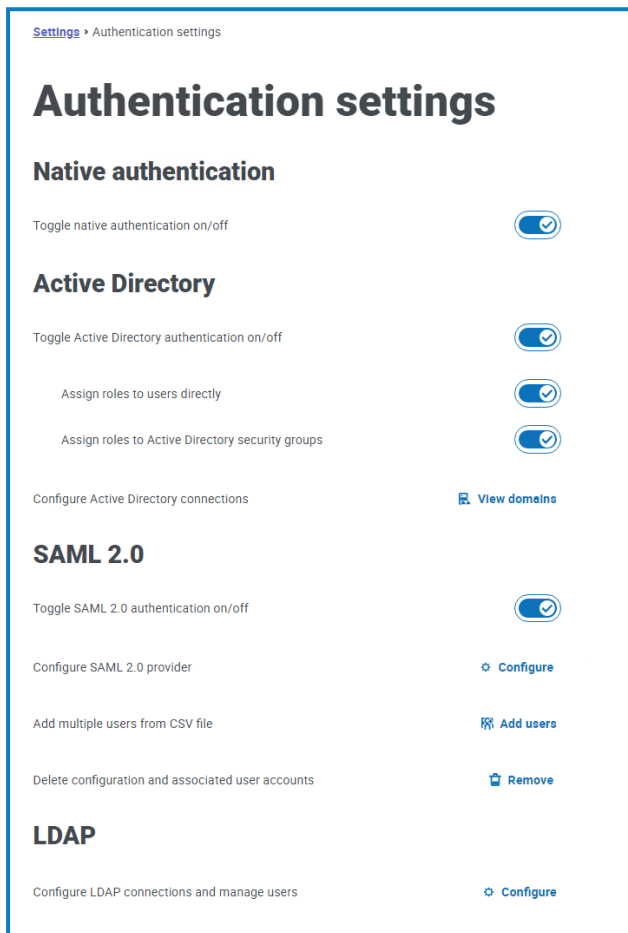 Settings › Authentication settings
Authentication settings
Native authentication
Toggle native authentication on/off
Active Directory
Toggle Active Directory authentication on/off
Assign roles to users directly
Assign roles to Active Directory security groups
Configure Active Directory connections View domains
SAML 2.0
Toggle SAML 2.0 authentication on/off
Configure SAML 2.0 provider Configure
Add multiple users from CSV file Add users
Delete configuration and associated user accounts Remove
LDAP
Configure LDAP connections and manage users Configure